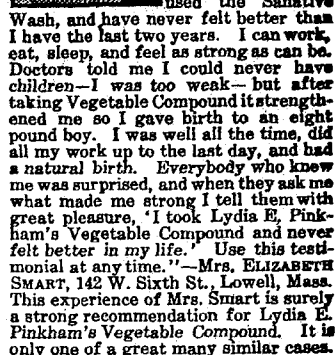 used the Sanative
Wash, and have never felt better than
I have the last two years. I can work,
eat, sleep, and feel as strong as can be.
Doctors told me I could never have
children—I was too weak—but after
taking Vegetable Compound it strength-
ened me so I gave birth to an eight
pound boy. I was well all the time, did
all my work up to the last day, and had
a natural birth. Everybody who knew
me was surprised, and when they ask me
what made me strong I tell them with
great pleasure, ‘I took Lydia E. Pink-
ham's Vegetable Compound and never
felt better in my life.’ Use this testi-
monial at any time.”—Mrs. ELIZABETH
SMART, 142 W. Sixth St., Lowell, Mass.
This experience of Mrs. Smart is surely
a strong recommendation for Lydia E.
Pinkham's Vegetable Compound. It is
only one of a great many similar cases.